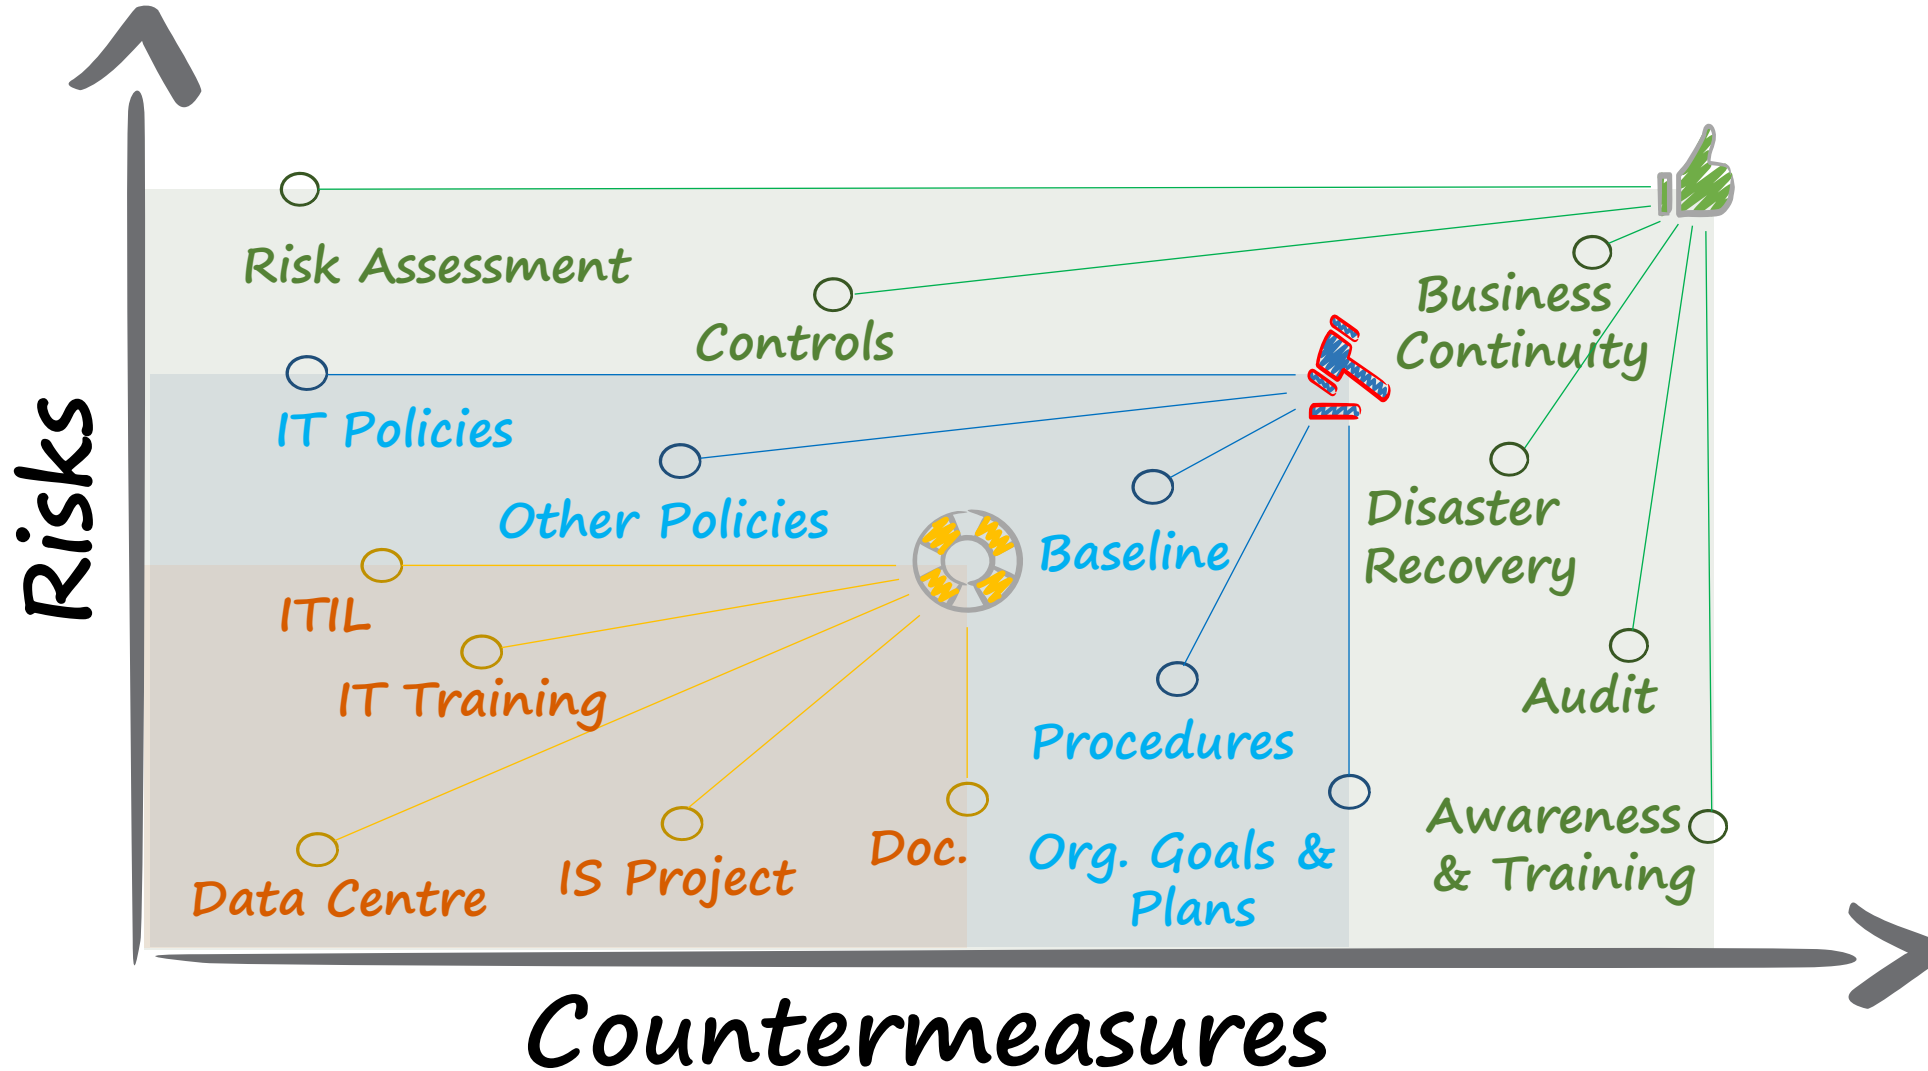 Risks
Risk Assessment
Controls
Business
Continuity
IT Policies
Other Policies
Baseline
Disaster
Recovery
ITIL
IT Training
Procedures
Audit
Data Centre
IS Project
Doc.
Org. Goals &
Plans
Awareness
& Training
Countermeasures